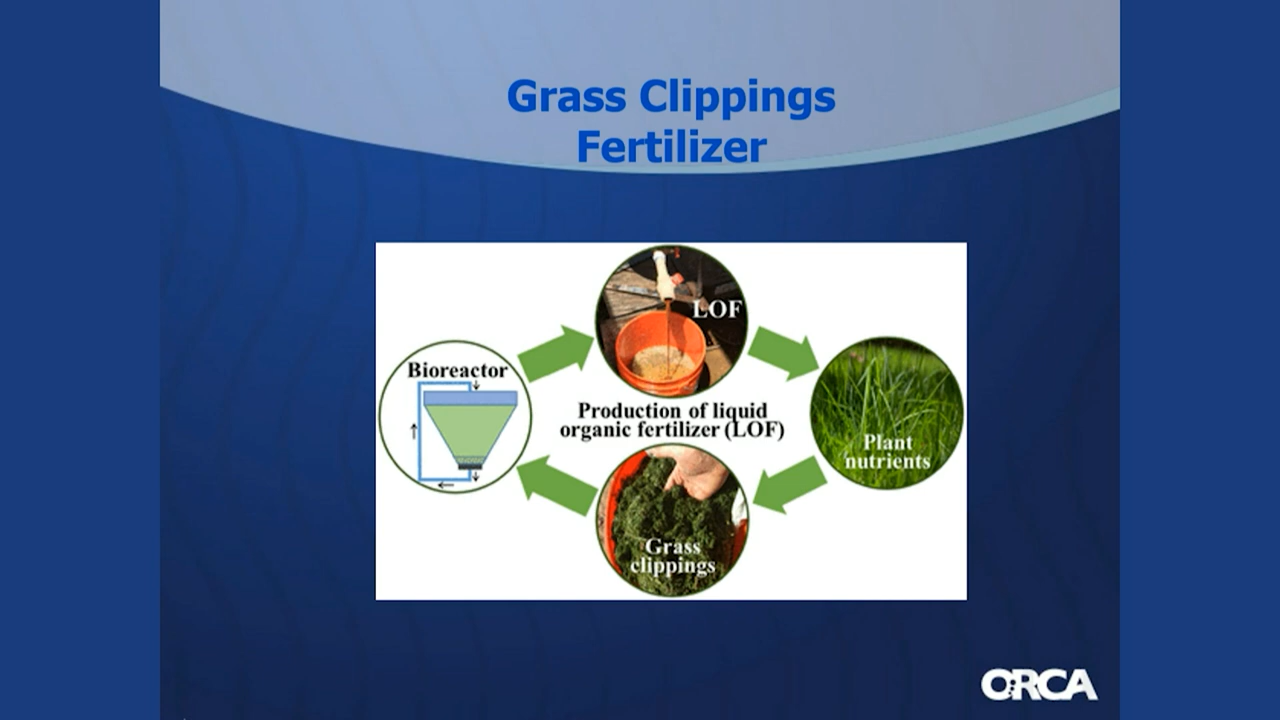 Grass Clippings
Fertilizer
LOF
Bioreactor
Production of liquid
organic fertilizer (LOF)
Plant
nutrients
Grass
clippings
ORCA